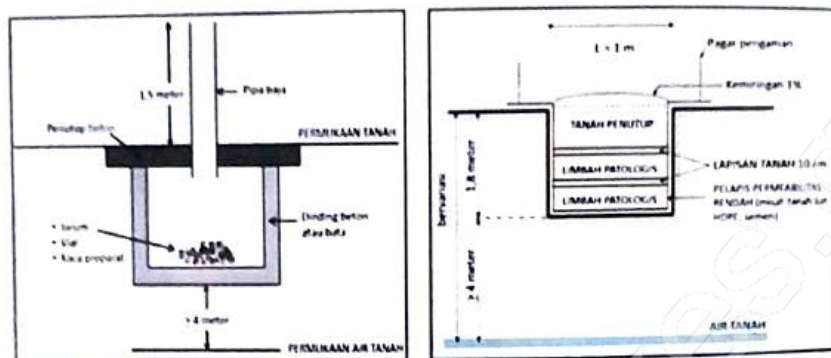 1,5 meter
Pipa baja
Penutup beton
PERMUKAAN TANAH
Dinding beton
atau bata
• Jarum
• Vial
• Kaca preparat
> 4 meter
PERMUKAAN AIR TANAH
L < 1 m
Pagar pengaman
Kemiringan 1%
TANAH PENUTUP
bervariasi
1,8 meter
LIMBAH PATOLOGIS
LAPISAN TANAH 10 cm
LIMBAH PATOLOGIS
PELAPIS PERMEABILITAS
RENDAH (misal: tanah liat
HDPE, semen)
> 4 meter
AIR TANAH